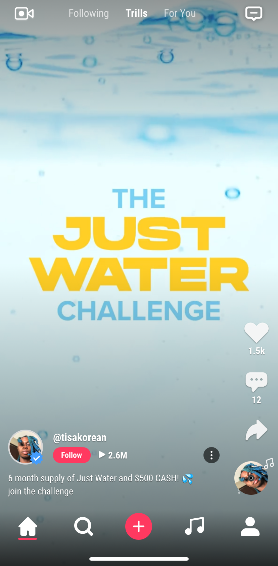 Following Trills For You
THE
JUST
WATER
CHALLENGE
1.5k
12
@tisakorean
Follow 2.6M
6 month supply of Just Water and $500 CASH! 💦
join the challenge